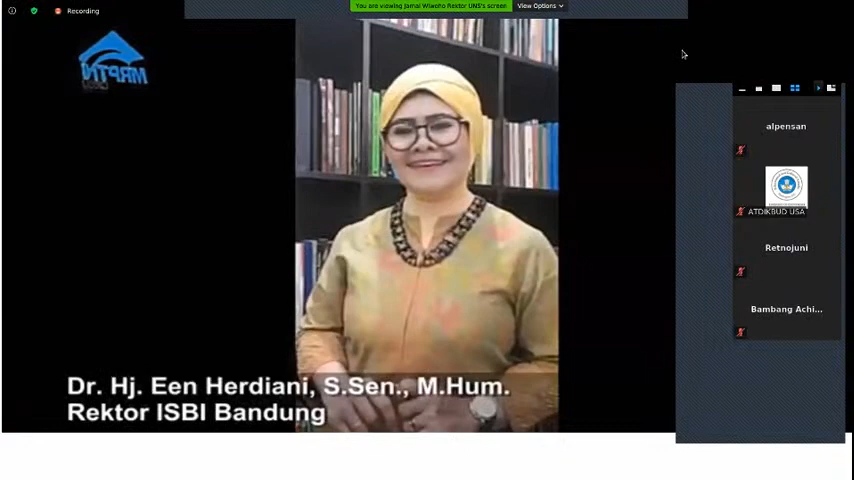 Recording
You are viewing Jamal Wiwoho Rektor UNS's screen
View Options
MRPTN
alpensan
ATDIKBUD USA
Retnojuni
Bambang Achi...
Dr. Hj. Een Herdiani, S.Sen., M.Hum.
Rektor ISBI Bandung